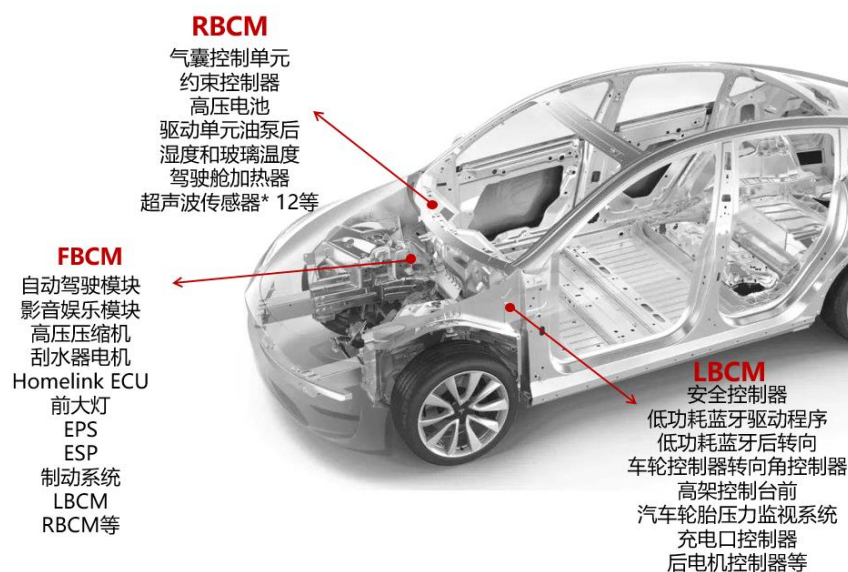 RBCM
气囊控制单元
约束控制器
高压电池
驱动单元油泵后
湿度和玻璃温度
驾驶舱加热器
超声波传感器* 12等
FBCM
自动驾驶模块
影音娱乐模块
高压压缩机
刮水器电机
Homelink ECU
前大灯
EPS
ESP
制动系统
LBCM
RBCM等
LBCM
安全控制器
低功耗蓝牙驱动程序
低功耗蓝牙后转向
车轮控制器转向角控制器
高架控制台前
汽车轮胎压力监视系统
充电口控制器
后电机控制器等